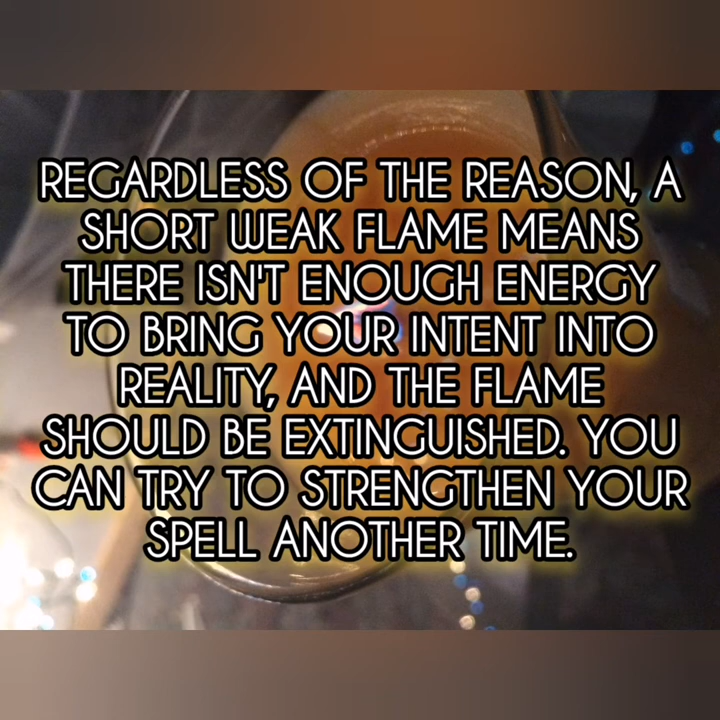 REGARDLESS OF THE REASON, A
SHORT WEAK FLAME MEANS
THERE ISN'T ENOUGH ENERGY
TO BRING YOUR INTENT INTO
REALITY, AND THE FLAME
SHOULD BE EXTINGUISHED. YOU
CAN TRY TO STRENGTHEN YOUR
SPELL ANOTHER TIME.